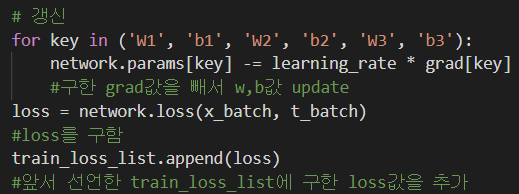 # 갱신
for key in ('W1', 'b1', 'W2', 'b2', 'W3', 'b3'):
    network.params[key] -= learning_rate * grad[key]
    #구한 grad값을 빼서 w,b값 update
loss = network.loss(x_batch, t_batch)
#loss를 구함
train_loss_list.append(loss)
#앞서 선언한 train_loss_list에 구한 loss값을 추가